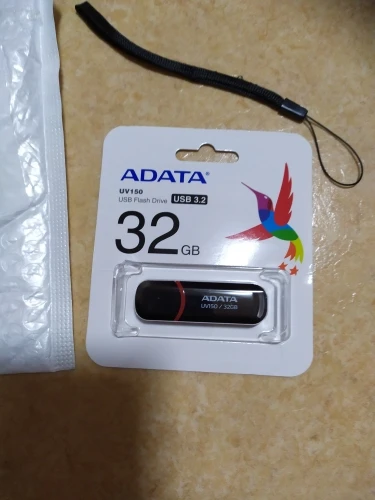 ADATA®
UV150
USB Flash Drive USB 3.2
32GB
ADATA
UV150 / 32GB